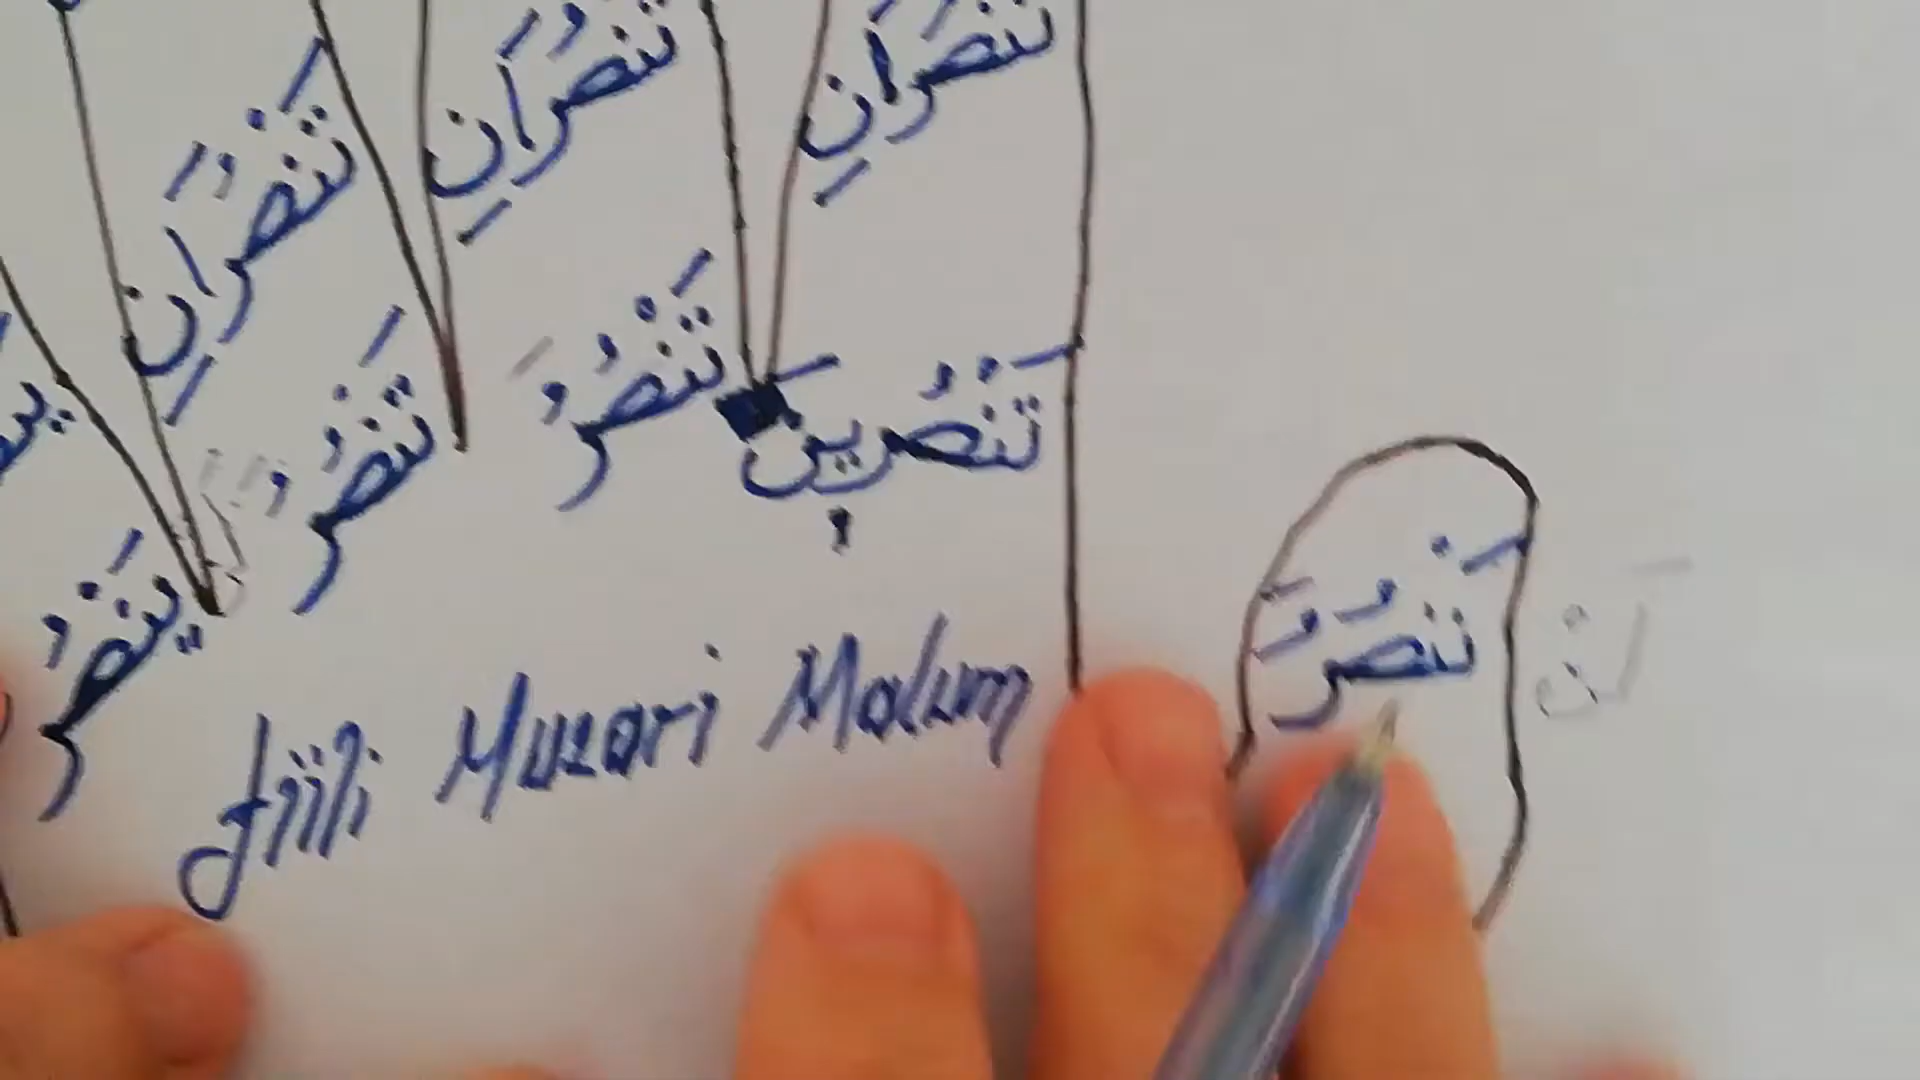 تَنْصُرَانِ
تَنْصُرَانِ
تَنْصُرَانِ
تَنْصُرِينَ
تَنْصُرُ
تَنْصُرُ
يَنْصُرُ
نَنْصُرُ
لَنْ
fiili Muzari Malum